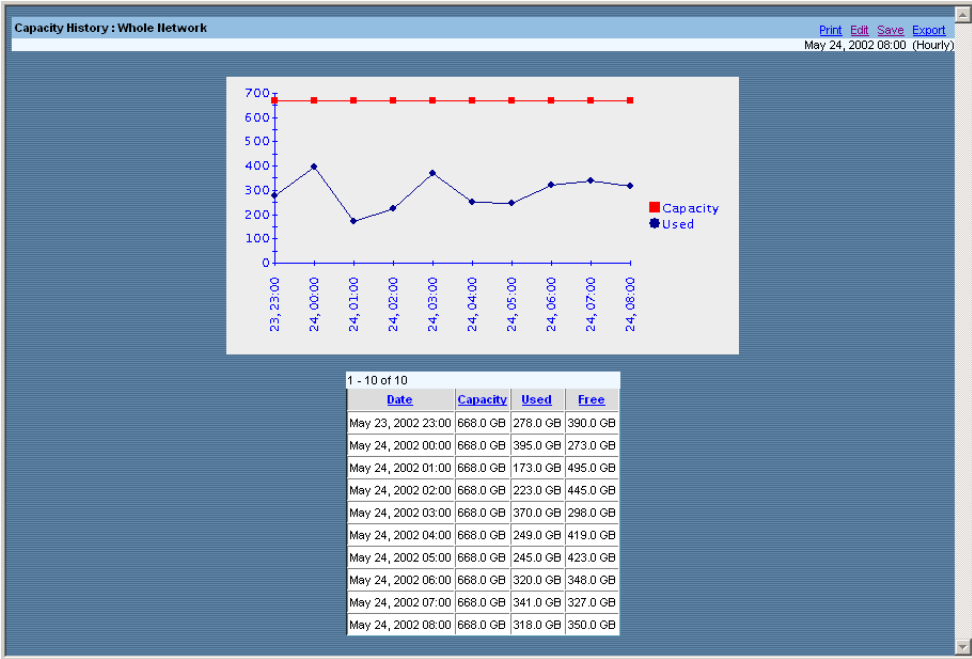 Capacity History : Whole Network
Print Edit Save Export
May 24, 2002 08:00 (Hourly)
700
600
500
400
300
200
100
0
Capacity
Used
23, 23:00
24, 00:00
24, 01:00
24, 02:00
24, 03:00
24, 04:00
24, 05:00
24, 06:00
24, 07:00
24, 08:00
1 - 10 of 10
Date Capacity Used Free
May 23, 2002 23:00 668.0 GB 278.0 GB 390.0 GB
May 24, 2002 00:00 668.0 GB 395.0 GB 273.0 GB
May 24, 2002 01:00 668.0 GB 173.0 GB 495.0 GB
May 24, 2002 02:00 668.0 GB 223.0 GB 445.0 GB
May 24, 2002 03:00 668.0 GB 370.0 GB 298.0 GB
May 24, 2002 04:00 668.0 GB 249.0 GB 419.0 GB
May 24, 2002 05:00 668.0 GB 245.0 GB 423.0 GB
May 24, 2002 06:00 668.0 GB 320.0 GB 348.0 GB
May 24, 2002 07:00 668.0 GB 341.0 GB 327.0 GB
May 24, 2002 08:00 668.0 GB 318.0 GB 350.0 GB